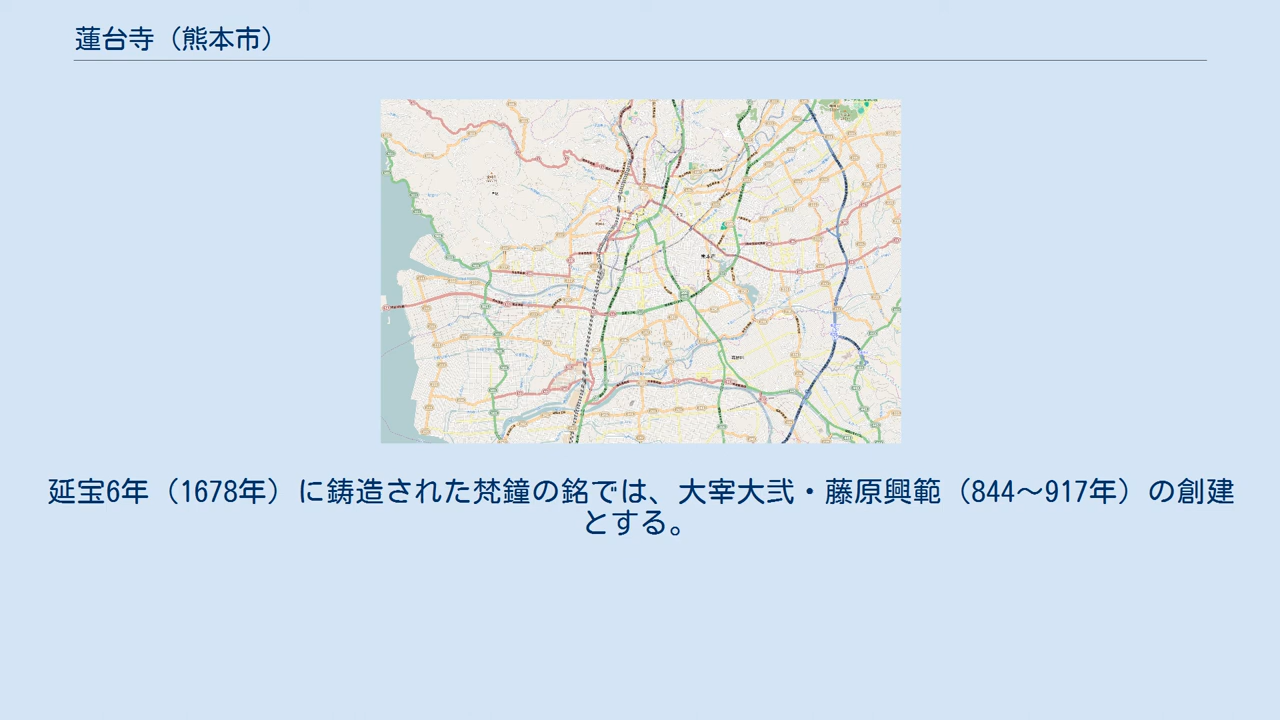 蓮台寺（熊本市）
延宝6年（1678年）に鋳造された梵鐘の銘では、大宰大弐・藤原興範（844〜917年）の創建
とする。